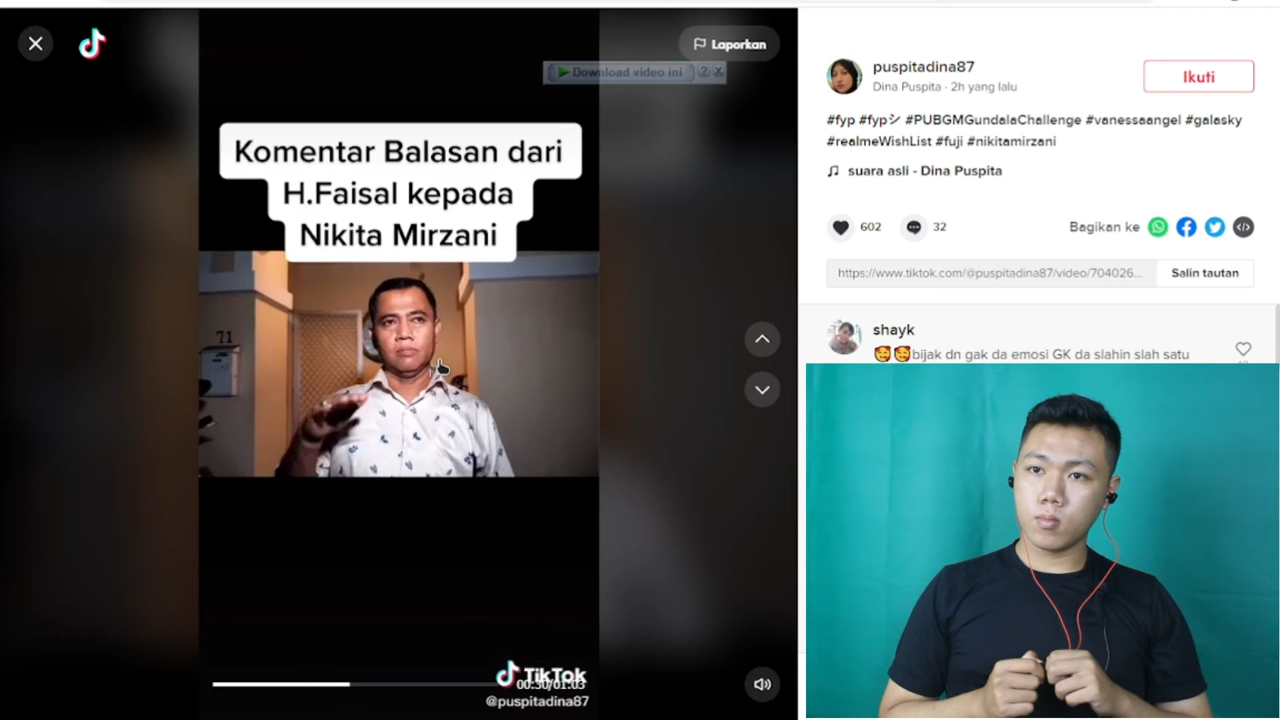 Laporkan
Download video ini
Komentar Balasan dari
H.Faisal kepada
Nikita Mirzani
71
TikTok
00:30/01:03
@puspitadina87
puspitadina87
Dina Puspita · 2h yang lalu
Ikuti
#fyp #fypシ #PUBGMGundalaChallenge #vanessaangel #galasky
#realmeWishList #fuji #nikitamirzani
suara asli - Dina Puspita
602
32
Bagikan ke
https://www.tiktok.com/@puspitadina87/video/704026...
Salin tautan
shayk
bijak dn gak da emosi GK da slahin slah satu